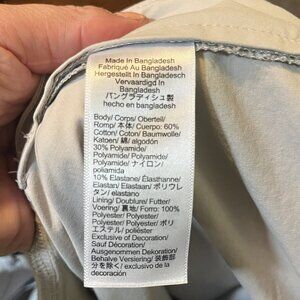 Made In Bangladesh
Fabriqué Au Bangladesh
Hergestellt In Bangladesch
Vervaardigd In
Bangladesh
バングラディシュ製
hecho en bangladesh
Body/ Corps/ Oberteil/
Romp/ 本体/ Cuerpo: 60%
Cotton/ Coton/ Baumwolle/
Katoen/ 綿/ algodón
30% Polyamide/
Polyamide/ Polyamid/
Polyamide/ ナイロン/
poliamida
10% Elastane/ Élasthanne/
Elastan/ Elastaan/ ポリウレ
タン/ elastano
Lining/ Doublure/ Futter/
Voering/ 裏地/ Forro: 100%
Polyester/ Polyester/
Polyester/ Polyester/ ポリ
エステル/ poliéster
Exclusive of Decoration/
Sauf Décoration/
Ausgenommen Dekoration/
Behalve Versiering/ 装飾部
分を除く/ exclusivo de la
decoración